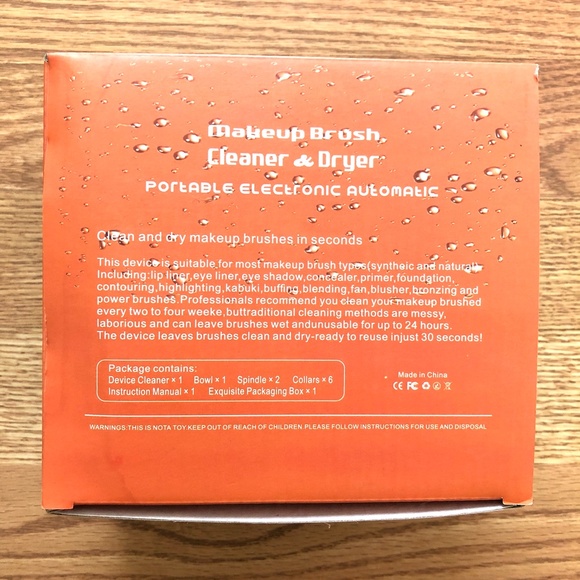 Makeup Brush
Cleaner & Dryer
PORTABLE ELECTRONIC AUTOMATIC
Clean and dry makeup brushes in seconds
This device is suitable for most makeup brush types(syntheic and natural)
Including:lip liner,eye liner,eye shadow,concealer,primer,foundation,
contouring,highlighting,kabuki,buffing,blending,fan,blusher,bronzing and
power brushes.Professionals recommend you clean your makeup brushed
every two to four weeke,buttraditional cleaning methods are messy,
laborious and can leave brushes wet andunusable for up to 24 hours.
The device leaves brushes clean and dry-ready to reuse injust 30 seconds!
Package contains:
Device Cleaner × 1 Bowl × 1 Spindle × 2 Collars × 6
Instruction Manual × 1 Exquisite Packaging Box × 1
Made in China
CE FC
WARNINGS:THIS IS NOTA TOY.KEEP OUT OF REACH OF CHILDREN.PLEASE FOLLOW INSTRUCTIONS FOR USE AND DISPOSAL